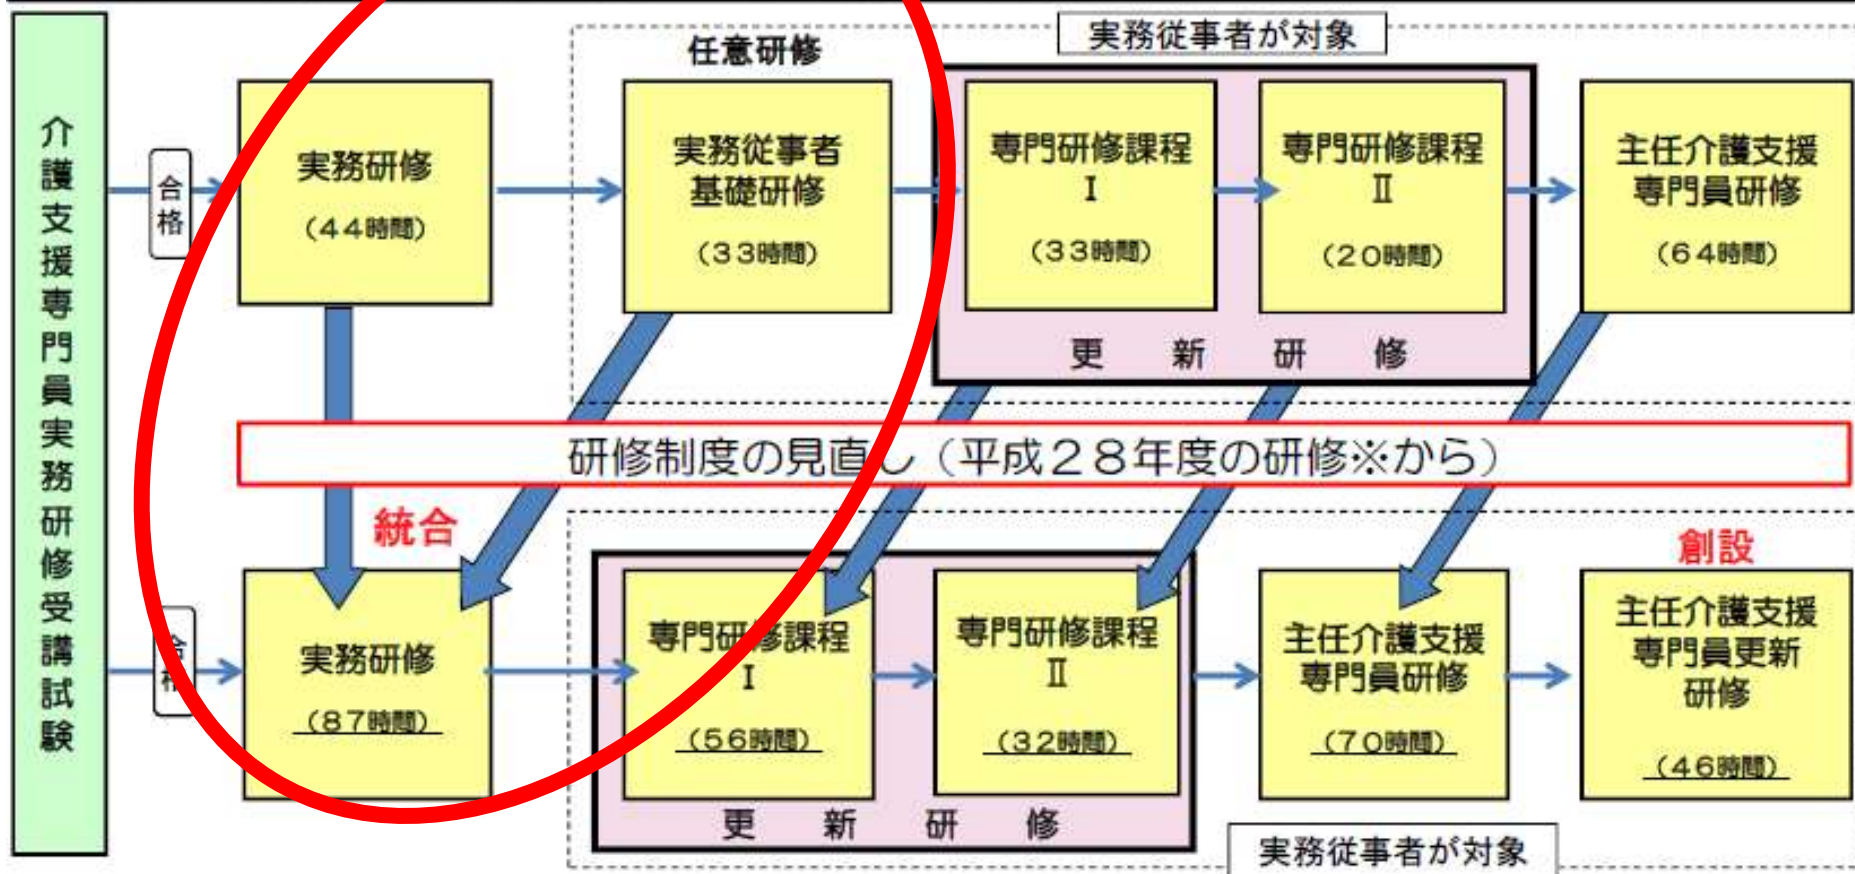 介護支援専門員実務研修受講試験
実務従事者が対象
任意研修
合格
実務研修
(44時間)
実務従事者
基礎研修
(33時間)
専門研修課程
Ⅰ
(33時間)
専門研修課程
Ⅱ
(20時間)
主任介護支援
専門員研修
(64時間)
更新研修
研修制度の見直し(平成28年度の研修※から)
統合
創設
合格
実務研修
(87時間)
専門研修課程
Ⅰ
(56時間)
専門研修課程
Ⅱ
(32時間)
主任介護支援
専門員研修
(70時間)
主任介護支援
専門員更新
研修
(46時間)
更新研修
実務従事者が対象